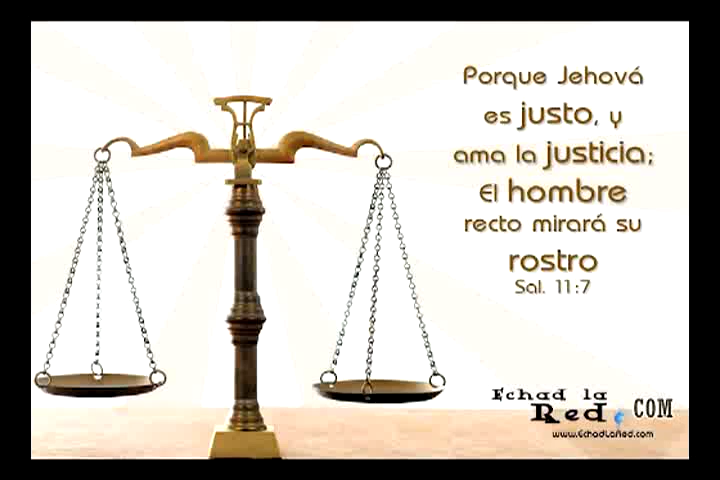 Porque Jehová
es justo, y
ama la justicia;
El hombre
recto mirará su
rostro
Sal. 11:7
Echad la
Red.COM
www.EchadLaRed.com